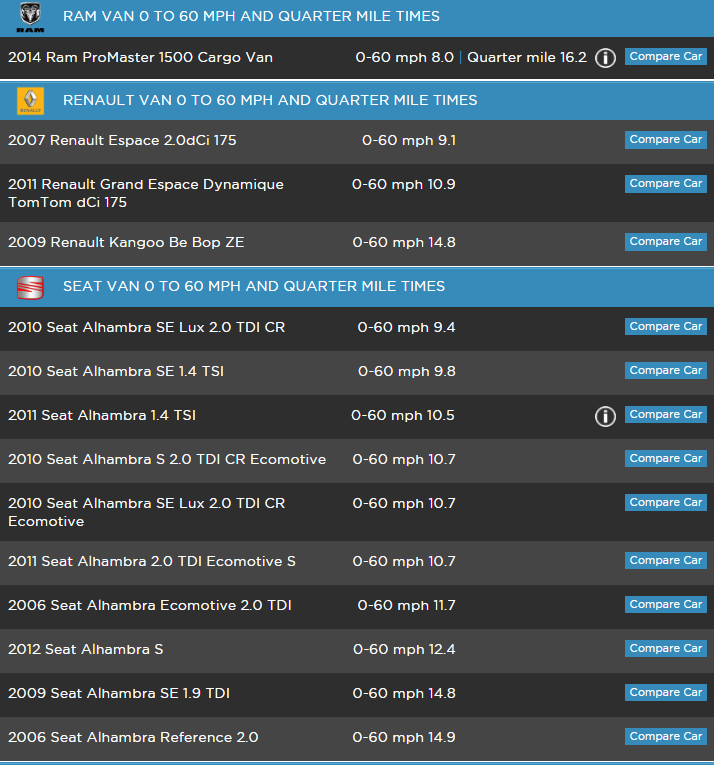 RAM
RAM VAN 0 TO 60 MPH AND QUARTER MILE TIMES
2014 Ram ProMaster 1500 Cargo Van 0-60 mph 8.0 | Quarter mile 16.2 i Compare Car
RENAULT
RENAULT VAN 0 TO 60 MPH AND QUARTER MILE TIMES
2007 Renault Espace 2.0dCi 175 0-60 mph 9.1 Compare Car
2011 Renault Grand Espace Dynamique 0-60 mph 10.9 Compare Car
TomTom dCi 175
2009 Renault Kangoo Be Bop ZE 0-60 mph 14.8 Compare Car
SEAT VAN 0 TO 60 MPH AND QUARTER MILE TIMES
2010 Seat Alhambra SE Lux 2.0 TDI CR 0-60 mph 9.4 Compare Car
2010 Seat Alhambra SE 1.4 TSI 0-60 mph 9.8 Compare Car
2011 Seat Alhambra 1.4 TSI 0-60 mph 10.5 i Compare Car
2010 Seat Alhambra S 2.0 TDI CR Ecomotive 0-60 mph 10.7 Compare Car
2010 Seat Alhambra SE Lux 2.0 TDI CR 0-60 mph 10.7 Compare Car
Ecomotive
2011 Seat Alhambra 2.0 TDI Ecomotive S 0-60 mph 10.7 Compare Car
2006 Seat Alhambra Ecomotive 2.0 TDI 0-60 mph 11.7 Compare Car
2012 Seat Alhambra S 0-60 mph 12.4 Compare Car
2009 Seat Alhambra SE 1.9 TDI 0-60 mph 14.8 Compare Car
2006 Seat Alhambra Reference 2.0 0-60 mph 14.9 Compare Car